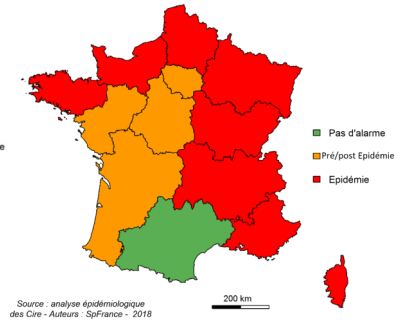 e
Pas d'alarme
Pré/post Epidémie
Epidémie
200 km
Source : analyse épidémiologique
des Cire - Auteurs : SpFrance - 2018